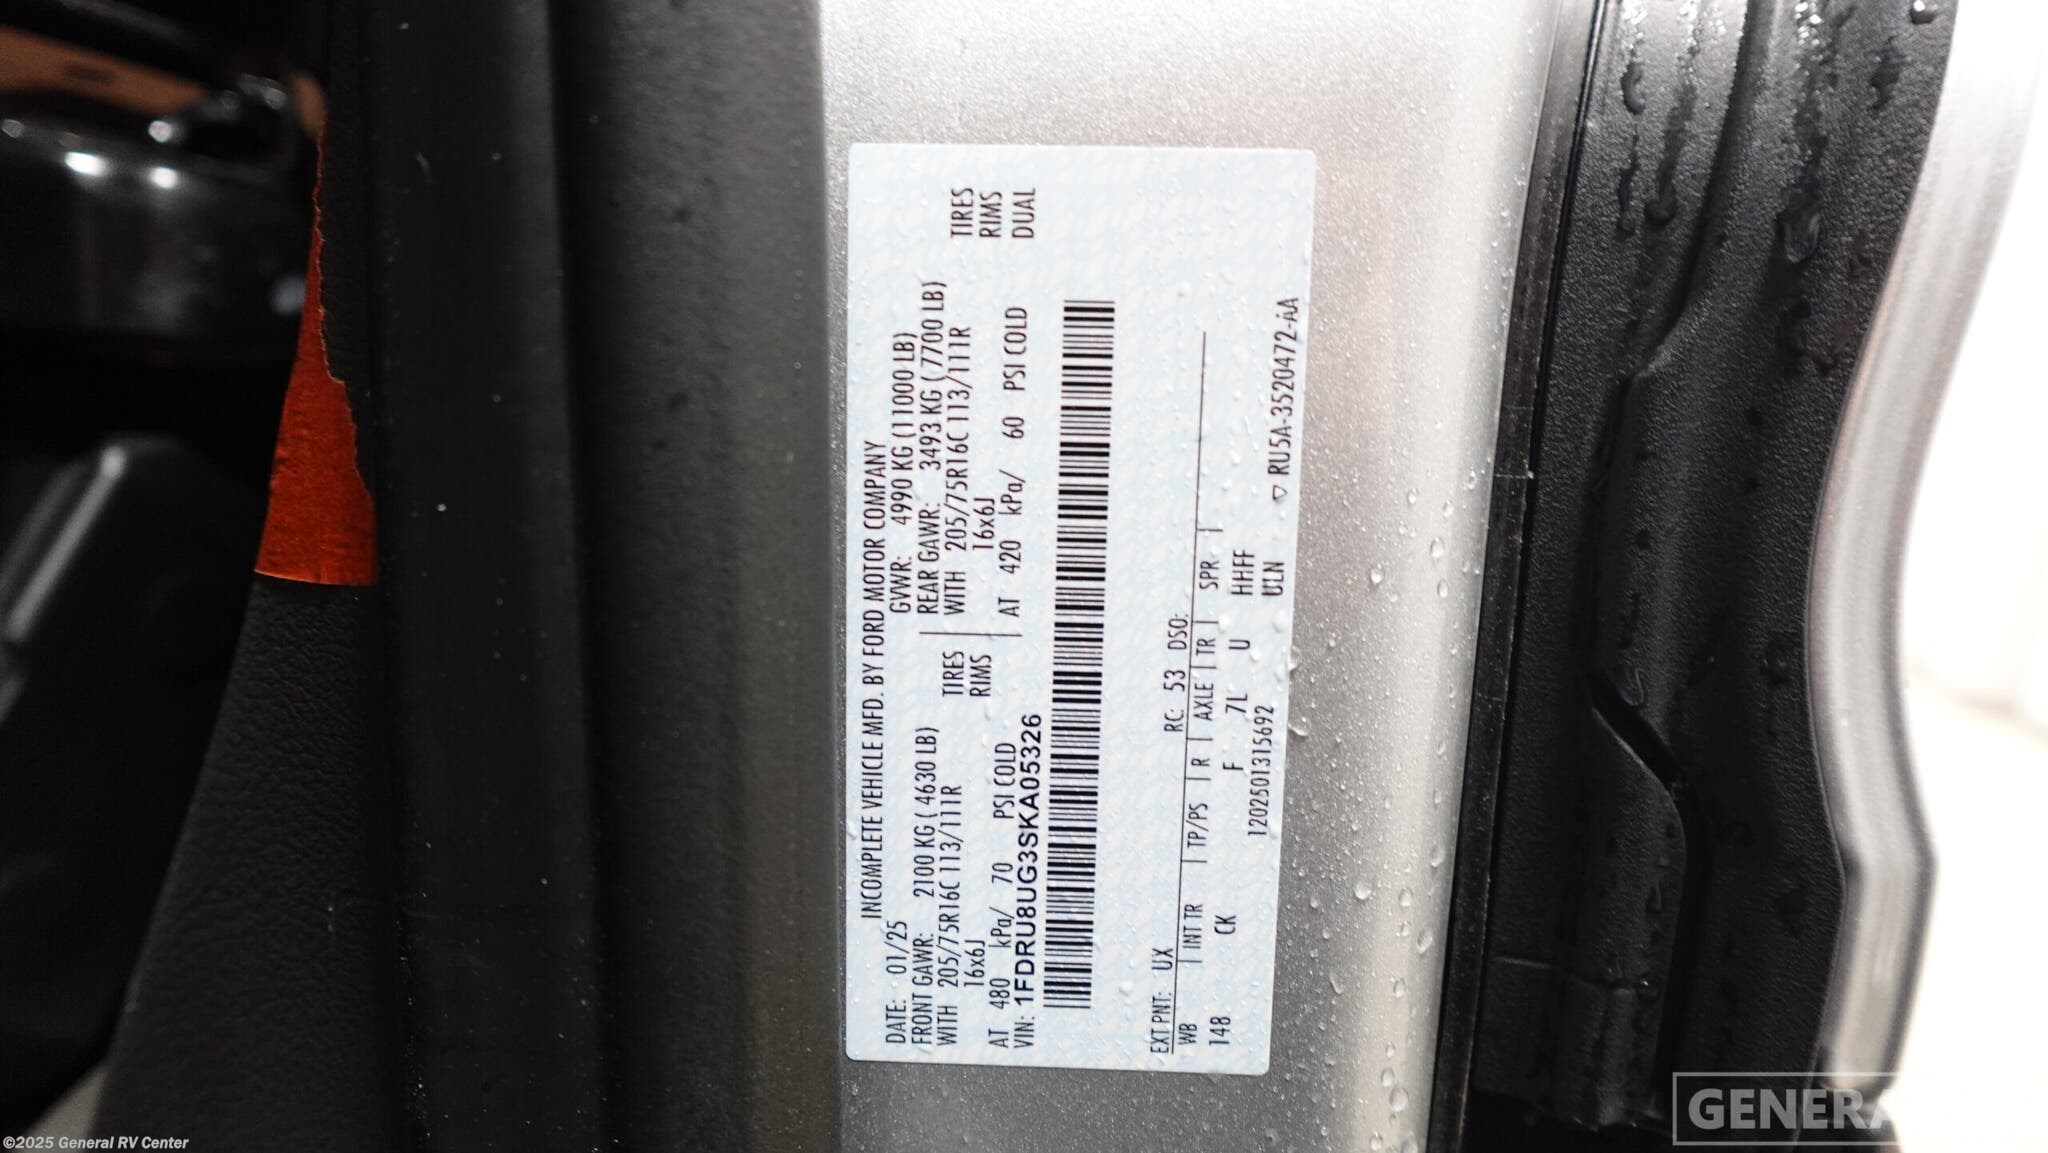 INCOMPLETE VEHICLE MFD. BY FORD MOTOR COMPANY
DATE: 01/25 GVWR: 4990 KG (11000 LB)
FRONT GAWR: 2100 KG ( 4630 LB) REAR GAWR: 3493 KG ( 7700 LB)
WITH 205/75R16C 113/111R TIRES WITH 205/75R16C 113/111R TIRES
16x6J RIMS 16x6J RIMS
AT 480 kPa/ 70 PSI COLD AT 420 kPa/ 60 PSI COLD DUAL
VIN: 1FDRU8UG3SKA05326
EXT PNT: UX RC: 53 DSO:
WB INT TR TP/PS R AXLE TR SPR
148 CK F 7L U HHFF
120250131S692 ULN
▽ RU5A-3520472-AA
GENERA
©2025 General RV Center